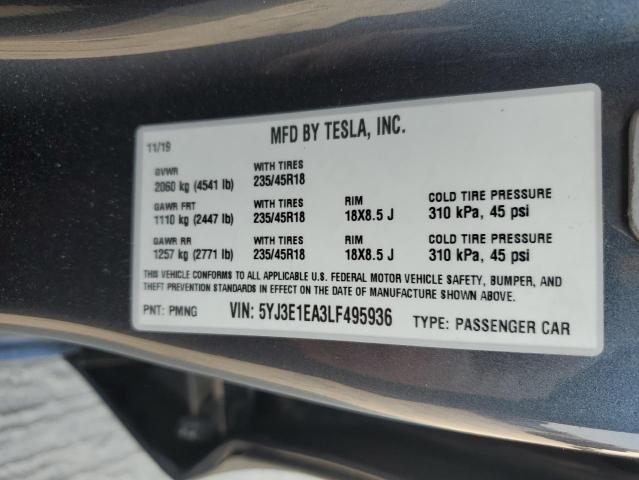 MFD BY TESLA, INC.
11/19
GVWR WITH TIRES
2060 kg (4541 lb) 235/45R18
GAWR FRT WITH TIRES RIM COLD TIRE PRESSURE
1110 kg (2447 lb) 235/45R18 18X8.5 J 310 kPa, 45 psi
GAWR RR WITH TIRES RIM COLD TIRE PRESSURE
1257 kg (2771 lb) 235/45R18 18X8.5 J 310 kPa, 45 psi
THIS VEHICLE CONFORMS TO ALL APPLICABLE U.S. FEDERAL MOTOR VEHICLE SAFETY, BUMPER, AND
THEFT PREVENTION STANDARDS IN EFFECT ON THE DATE OF MANUFACTURE SHOWN ABOVE.
PNT: PMNG VIN: 5YJ3E1EA3LF495936 TYPE: PASSENGER CAR